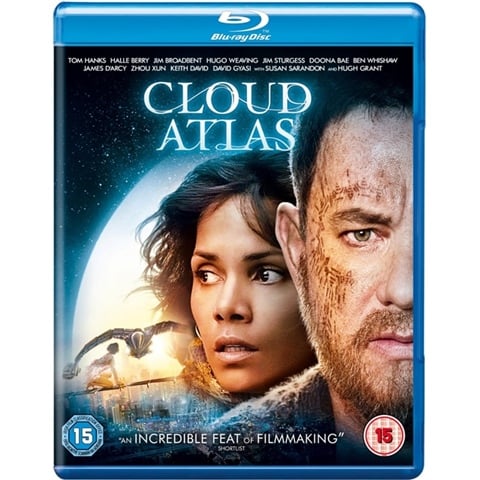 Blu-ray Disc
TOM HANKS HALLE BERRY JIM BROADBENT HUGO WEAVING JIM STURGESS DOONA BAE BEN WHISHAW
JAMES D'ARCY ZHOU XUN KEITH DAVID DAVID GYASI WITH SUSAN SARANDON AND HUGH GRANT
CLOUD
ATLAS
15
"AN INCREDIBLE FEAT OF FILMMAKING"
SHORTLIST
15